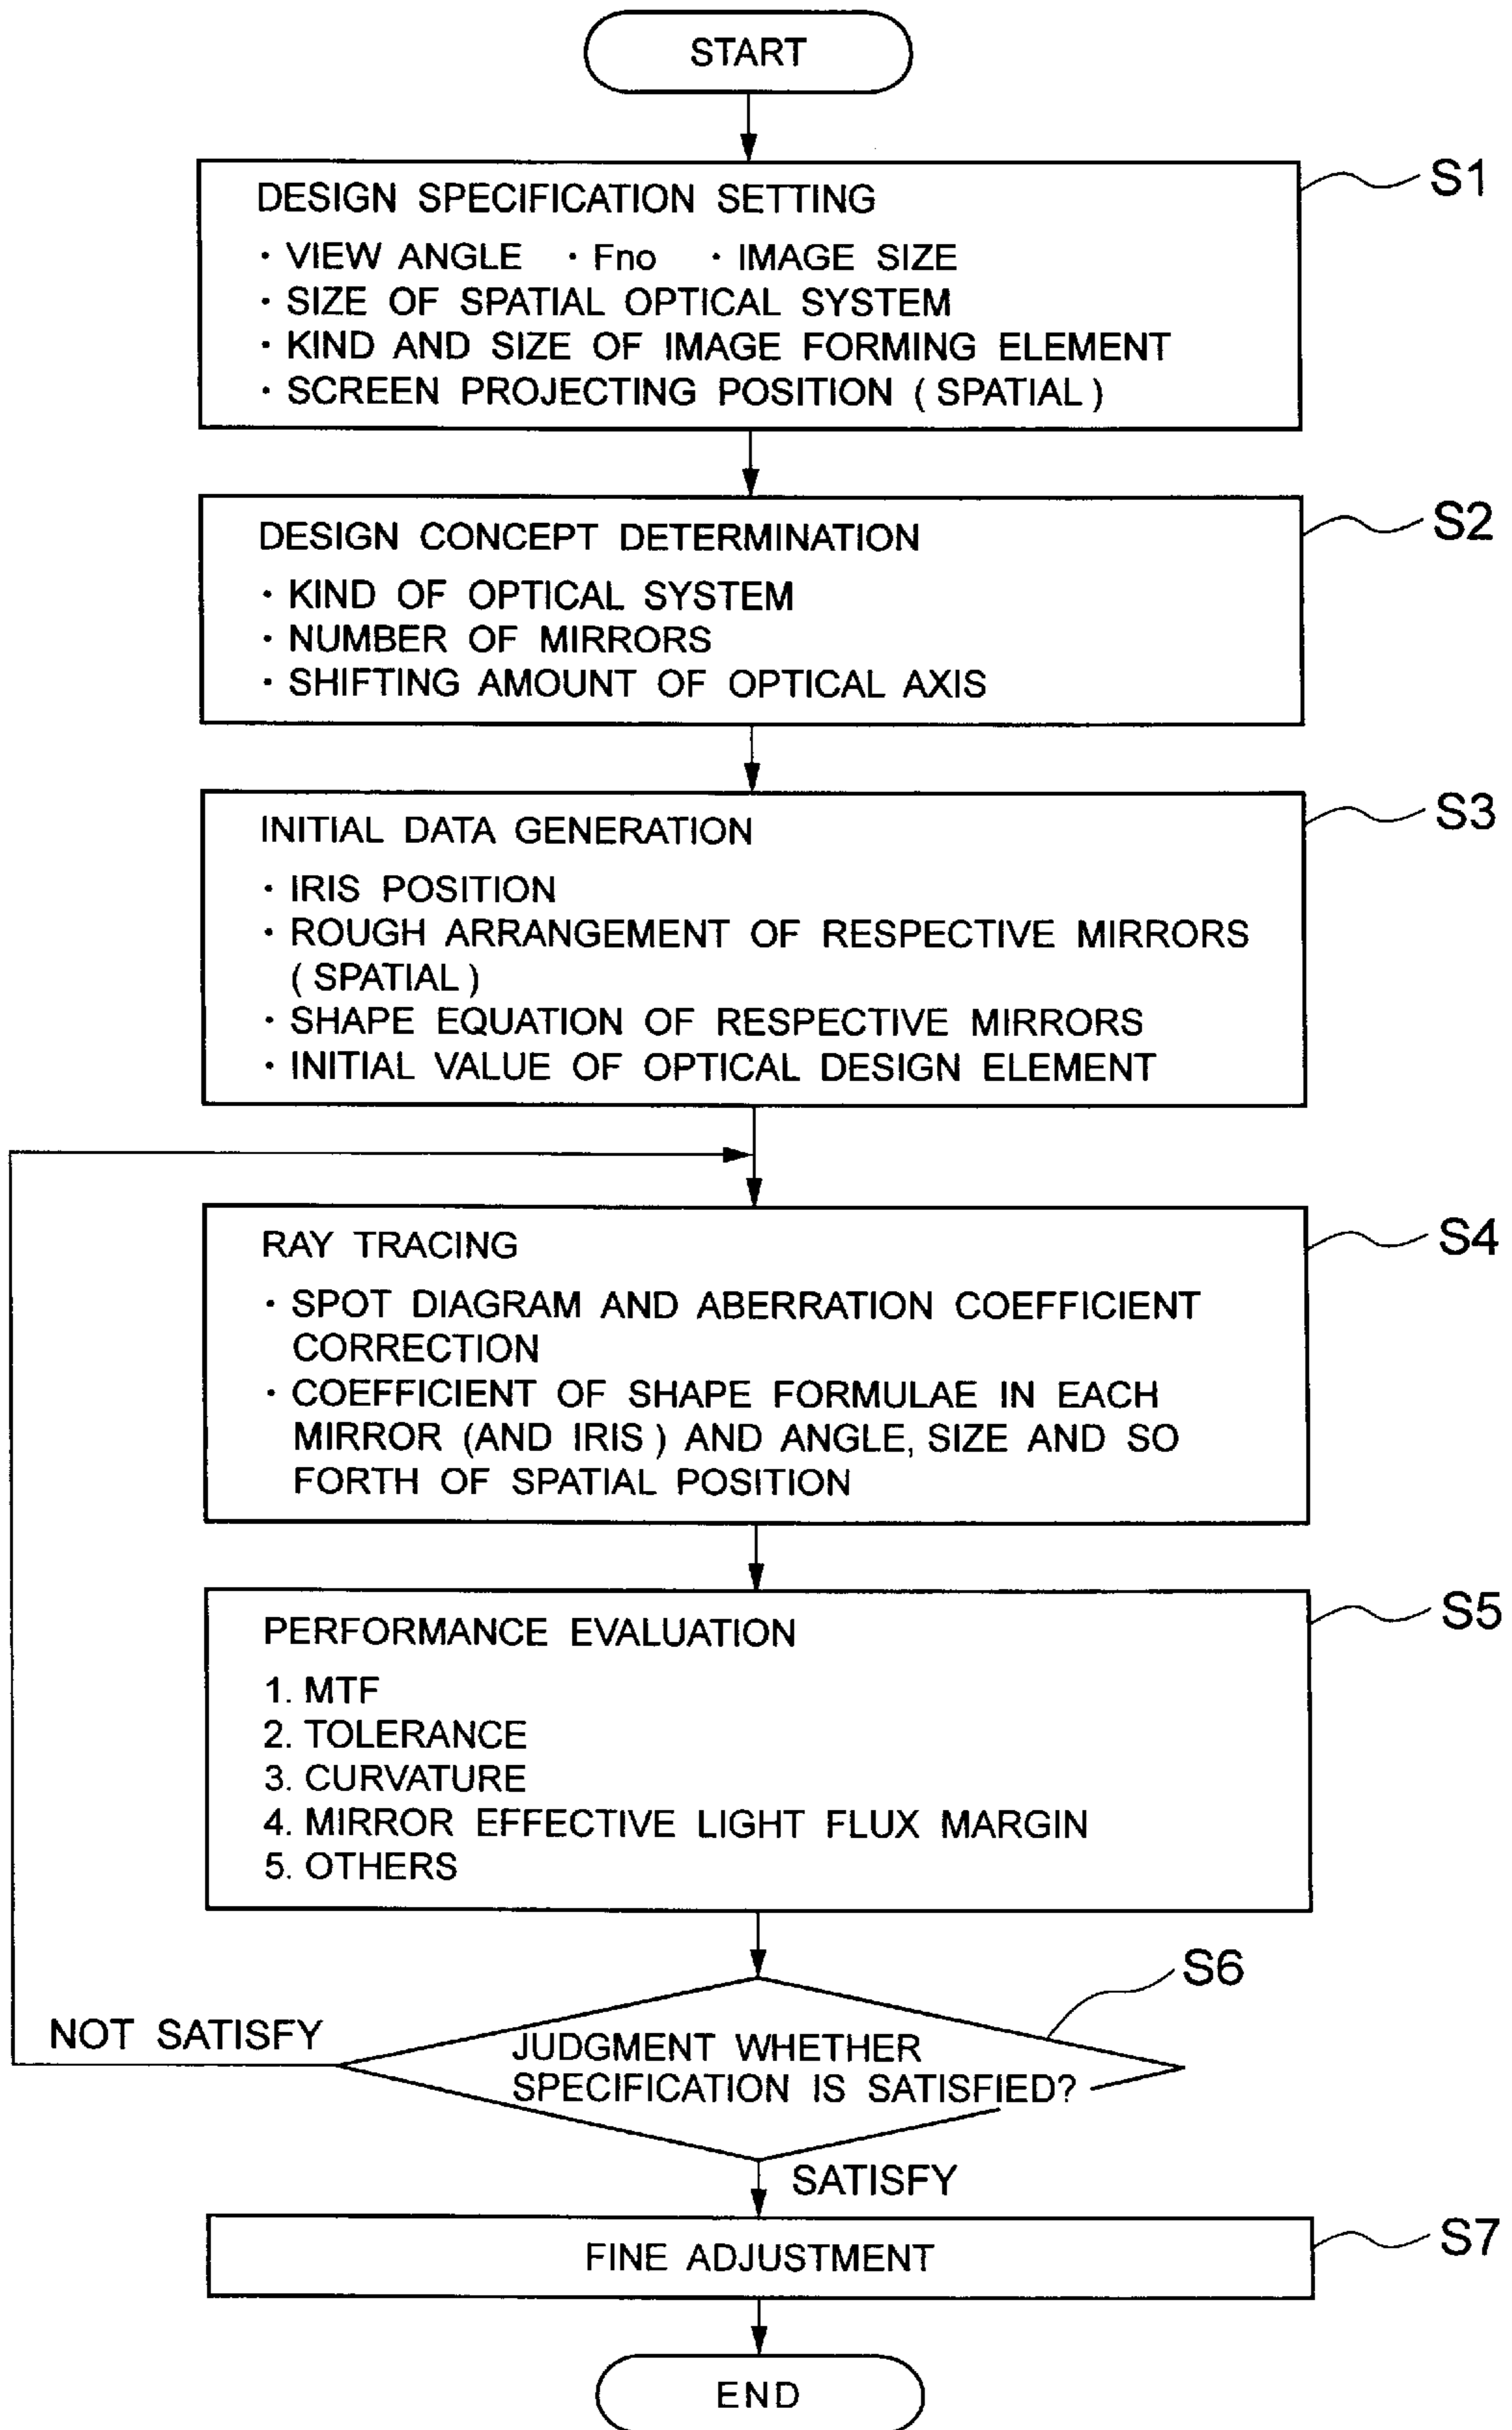 START
S1
DESIGN SPECIFICATION SETTING
· VIEW ANGLE · Fno · IMAGE SIZE
· SIZE OF SPATIAL OPTICAL SYSTEM
· KIND AND SIZE OF IMAGE FORMING ELEMENT
· SCREEN PROJECTING POSITION (SPATIAL)
S2
DESIGN CONCEPT DETERMINATION
· KIND OF OPTICAL SYSTEM
· NUMBER OF MIRRORS
· SHIFTING AMOUNT OF OPTICAL AXIS
S3
INITIAL DATA GENERATION
· IRIS POSITION
· ROUGH ARRANGEMENT OF RESPECTIVE MIRRORS
(SPATIAL)
· SHAPE EQUATION OF RESPECTIVE MIRRORS
· INITIAL VALUE OF OPTICAL DESIGN ELEMENT
S4
RAY TRACING
· SPOT DIAGRAM AND ABERRATION COEFFICIENT
CORRECTION
· COEFFICIENT OF SHAPE FORMULAE IN EACH
MIRROR (AND IRIS) AND ANGLE, SIZE AND SO
FORTH OF SPATIAL POSITION
S5
PERFORMANCE EVALUATION
1. MTF
2. TOLERANCE
3. CURVATURE
4. MIRROR EFFECTIVE LIGHT FLUX MARGIN
5. OTHERS
S6
NOT SATISFY
JUDGMENT WHETHER
SPECIFICATION IS SATISFIED?
SATISFY
S7
FINE ADJUSTMENT
END